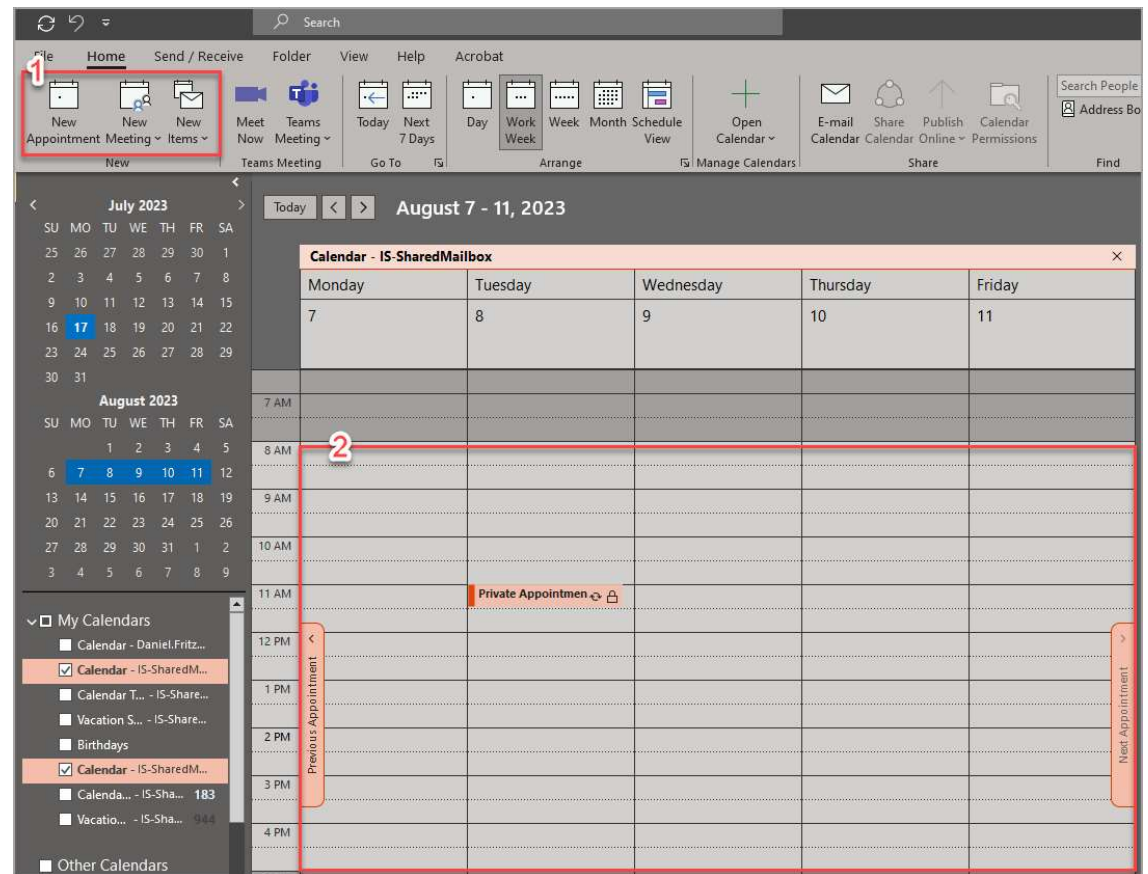 Search
File Home Send / Receive Folder View Help Acrobat
1
New Appointment
New Meeting
New Items
New
Meet Now
Teams Meeting
Teams Meeting
Today
Next 7 Days
Go To
Day
Work Week
Week
Month
Schedule View
Arrange
Open Calendar
Manage Calendars
E-mail Calendar
Share Calendar
Publish Online
Calendar Permissions
Share
Search People
Address Bo
Find
July 2023
SU MO TU WE TH FR SA
25 26 27 28 29 30 1
2 3 4 5 6 7 8
9 10 11 12 13 14 15
16 17 18 19 20 21 22
23 24 25 26 27 28 29
30 31
August 2023
SU MO TU WE TH FR SA
1 2 3 4 5
6 7 8 9 10 11 12
13 14 15 16 17 18 19
20 21 22 23 24 25 26
27 28 29 30 31 1 2
3 4 5 6 7 8 9
My Calendars
Calendar - Daniel.Fritz...
Calendar - IS-SharedM...
Calendar T... - IS-Share...
Vacation S... - IS-Share...
Birthdays
Calendar - IS-SharedM...
Calenda... - IS-Sha... 183
Vacatio... - IS-Sha... 944
Other Calendars
Today < > August 7 - 11, 2023
Calendar - IS-SharedMailbox
Monday Tuesday Wednesday Thursday Friday
7 8 9 10 11
7 AM
2
8 AM
9 AM
10 AM
11 AM
Private Appointmen
12 PM
1 PM
2 PM
3 PM
4 PM
Previous Appointment
Next Appointment